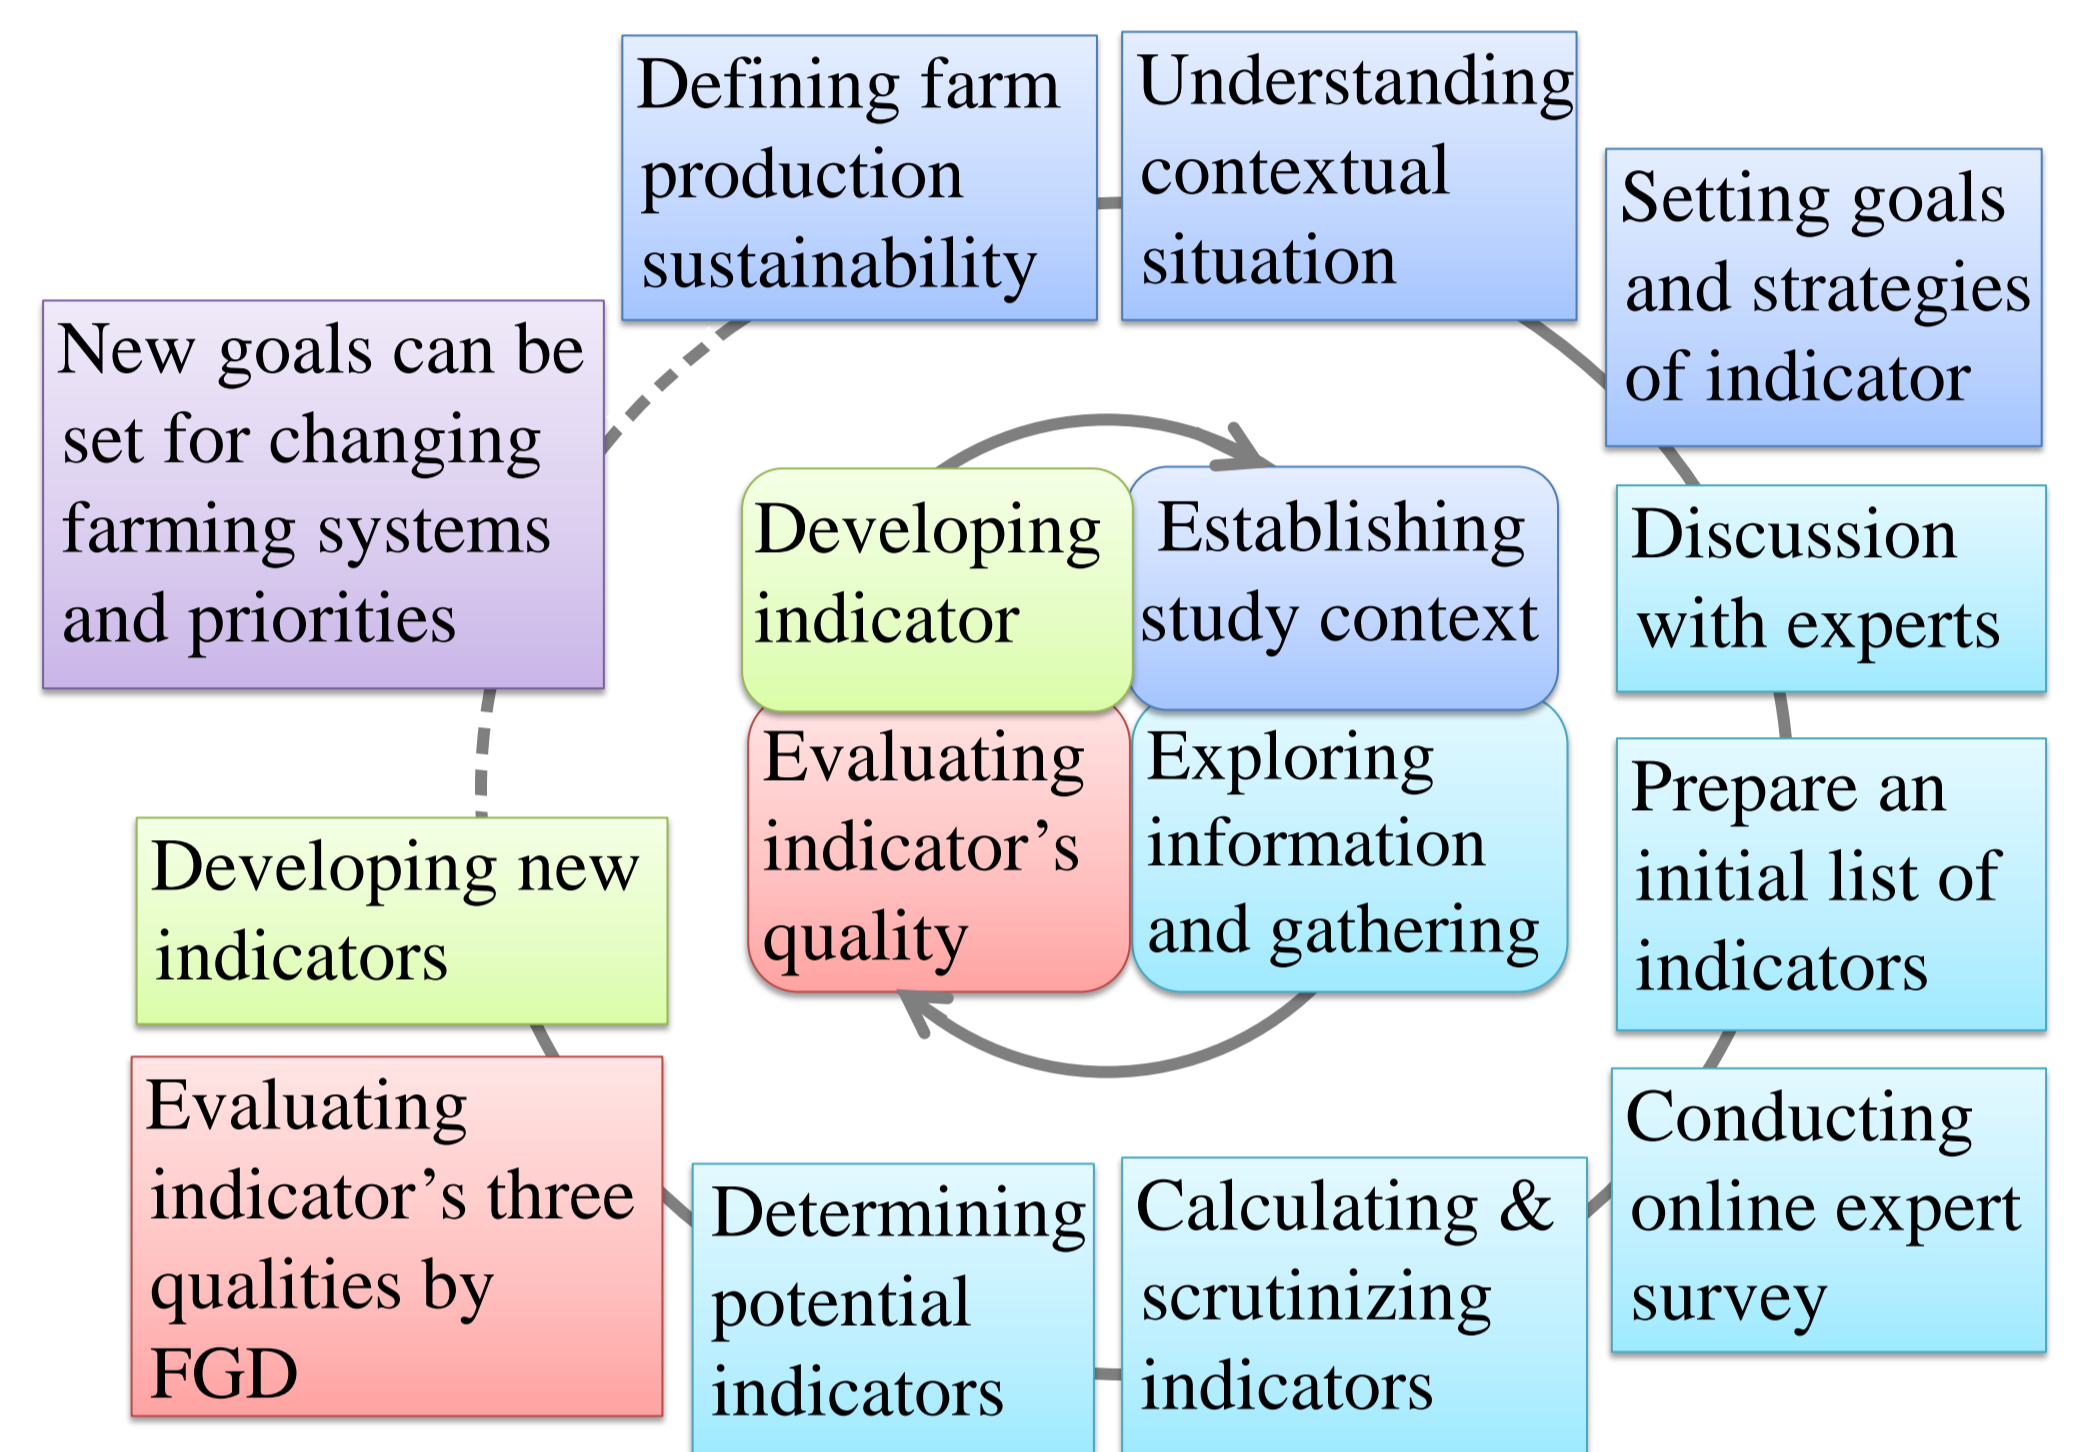 Defining farm
production
sustainability
Understanding
contextual
situation
Setting goals
and strategies
of indicator
Discussion
with experts
Prepare an
initial list of
indicators
Conducting
online expert
survey
Calculating &
scrutinizing
indicators
Determining
potential
indicators
Evaluating
indicator’s three
qualities by
FGD
Developing new
indicators
New goals can be
set for changing
farming systems
and priorities
Developing
indicator
Establishing
study context
Evaluating
indicator’s
quality
Exploring
information
and gathering